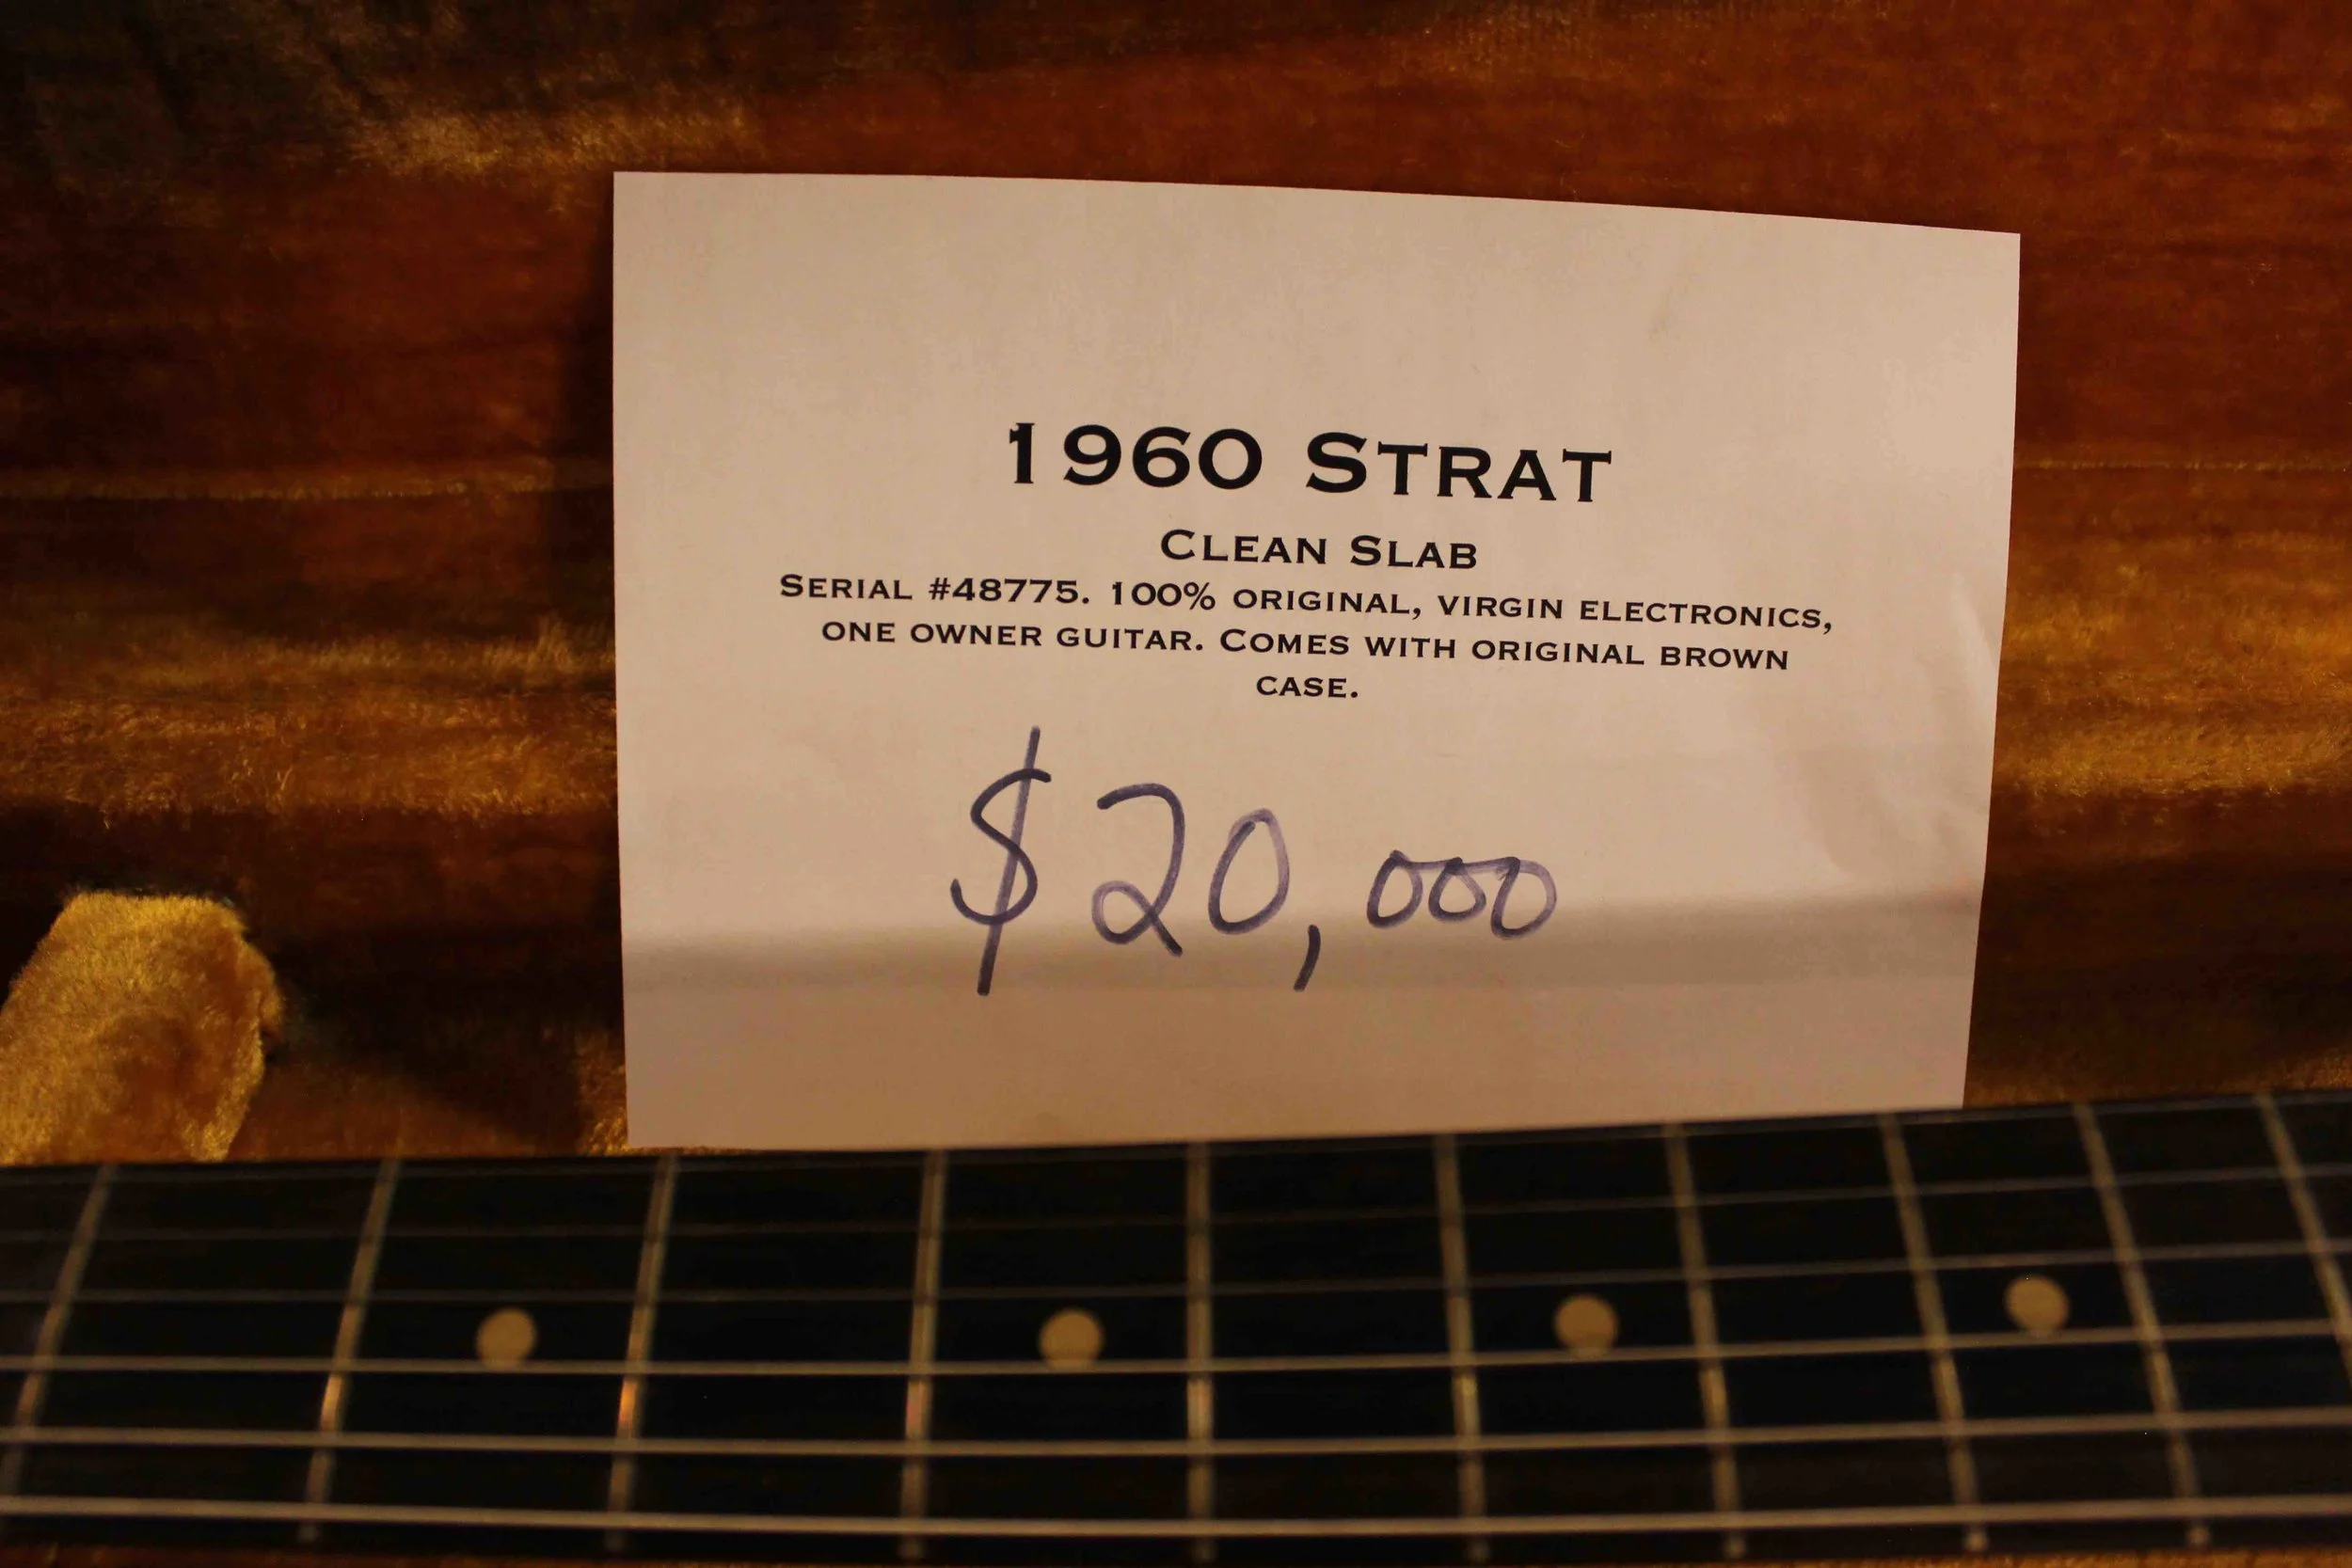 1960 STRAT
CLEAN SLAB
SERIAL #48775. 100% ORIGINAL, VIRGIN ELECTRONICS,
ONE OWNER GUITAR. COMES WITH ORIGINAL BROWN
CASE.
$20,000